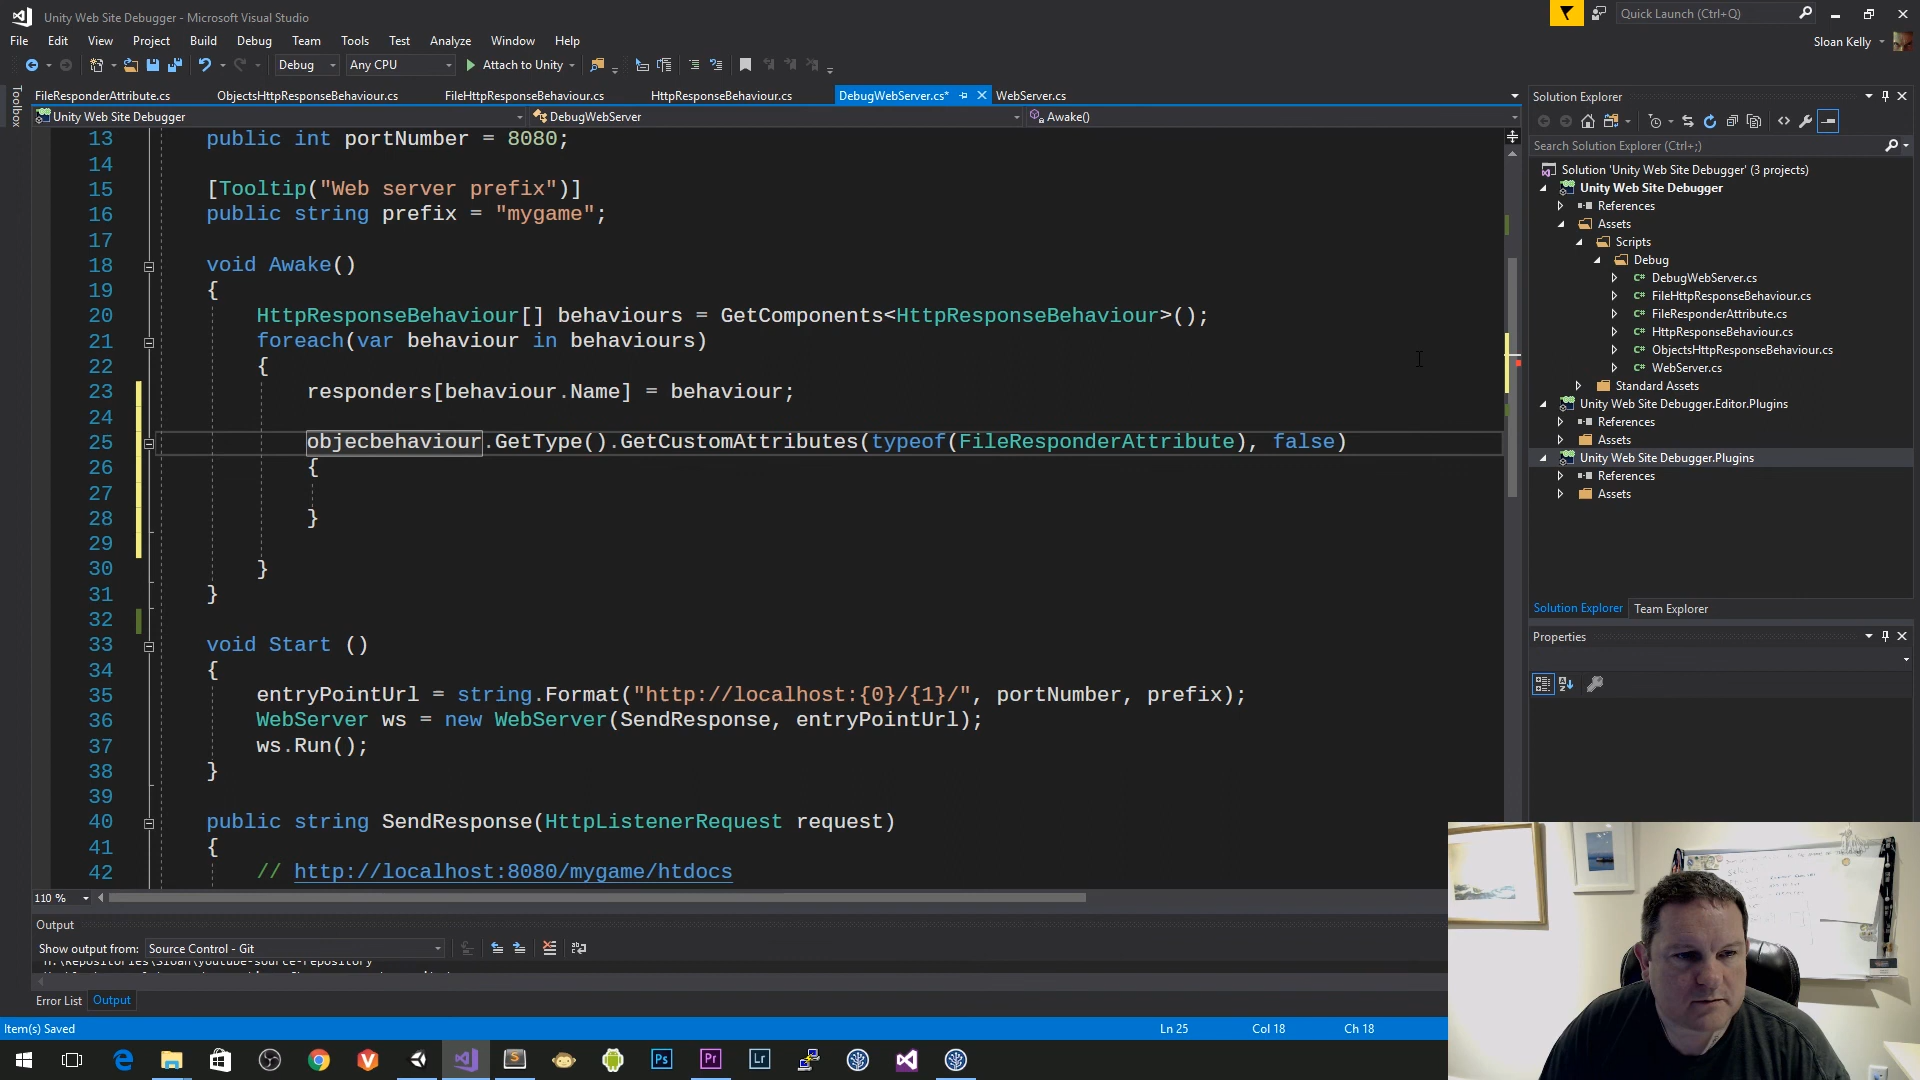 Unity Web Site Debugger - Microsoft Visual Studio
Quick Launch (Ctrl+Q)
File Edit View Project Build Debug Team Tools Test Analyze Window Help
Sloan Kelly
Debug Any CPU Attach to Unity
Toolbox
FileResponderAttribute.cs ObjectsHttpResponseBehaviour.cs FileHttpResponseBehaviour.cs HttpResponseBehaviour.cs DebugWebServer.cs* WebServer.cs
Unity Web Site Debugger DebugWebServer Awake()
13 public int portNumber = 8080;
14
15 [Tooltip("Web server prefix")]
16 public string prefix = "mygame";
17
18 void Awake()
19 {
20 HttpResponseBehaviour[] behaviours = GetComponents<HttpResponseBehaviour>();
21 foreach(var behaviour in behaviours)
22 {
23 responders[behaviour.Name] = behaviour;
24
25 objecbehaviour.GetType().GetCustomAttributes(typeof(FileResponderAttribute), false)
26 {
27
28 }
29
30 }
31 }
32
33 void Start ()
34 {
35 entryPointUrl = string.Format("http://localhost:{0}/{1}/", portNumber, prefix);
36 WebServer ws = new WebServer(SendResponse, entryPointUrl);
37 ws.Run();
38 }
39
40 public string SendResponse(HttpListenerRequest request)
41 {
42 // http://localhost:8080/mygame/htdocs
110 %
Output
Show output from: Source Control - Git
Error List Output
Item(s) Saved
Ln 25 Col 18 Ch 18
Solution Explorer
Search Solution Explorer (Ctrl+;)
Solution 'Unity Web Site Debugger' (3 projects)
Unity Web Site Debugger
References
Assets
Scripts
Debug
C# DebugWebServer.cs
C# FileHttpResponseBehaviour.cs
C# FileResponderAttribute.cs
C# HttpResponseBehaviour.cs
C# ObjectsHttpResponseBehaviour.cs
C# WebServer.cs
Standard Assets
Unity Web Site Debugger.Editor.Plugins
References
Assets
Unity Web Site Debugger.Plugins
References
Assets
Solution Explorer Team Explorer
Properties
Ps Pr Lr